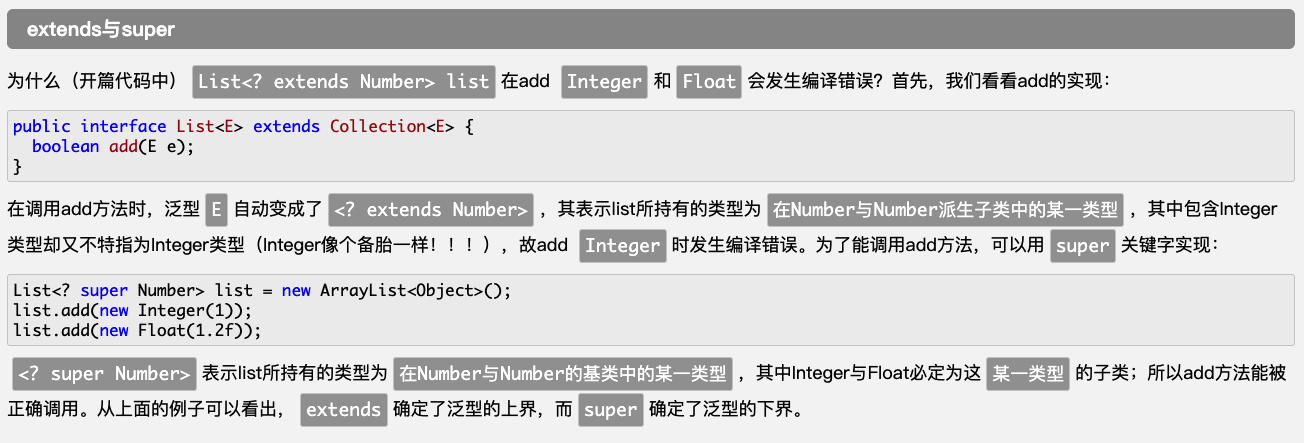 extends与super
为什么（开篇代码中） List<? extends Number> list 在add Integer 和 Float 会发生编译错误？首先，我们看看add的实现：
public interface List<E> extends Collection<E> {
  boolean add(E e);
}
在调用add方法时，泛型 E 自动变成了 <? extends Number> ，其表示list所持有的类型为 在Number与Number派生子类中的某一类型 ，其中包含Integer
类型却又不特指为Integer类型（Integer像个备胎一样！！！），故add Integer 时发生编译错误。为了能调用add方法，可以用 super 关键字实现：
List<? super Number> list = new ArrayList<Object>();
list.add(new Integer(1));
list.add(new Float(1.2f));
<? super Number> 表示list所持有的类型为 在Number与Number的基类中的某一类型 ，其中Integer与Float必定为这 某一类型 的子类；所以add方法能被
正确调用。从上面的例子可以看出， extends 确定了泛型的上界，而 super 确定了泛型的下界。